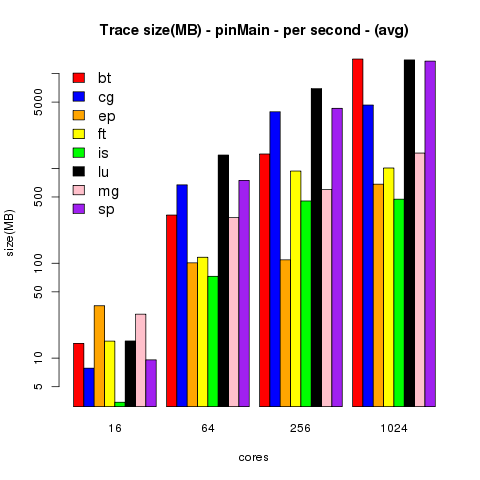 Trace size(MB) - pinMain - per second - (avg)
bt
cg
ep
ft
is
lu
mg
sp
size(MB)
5000
500
100
50
10
5
16 64 256 1024
cores